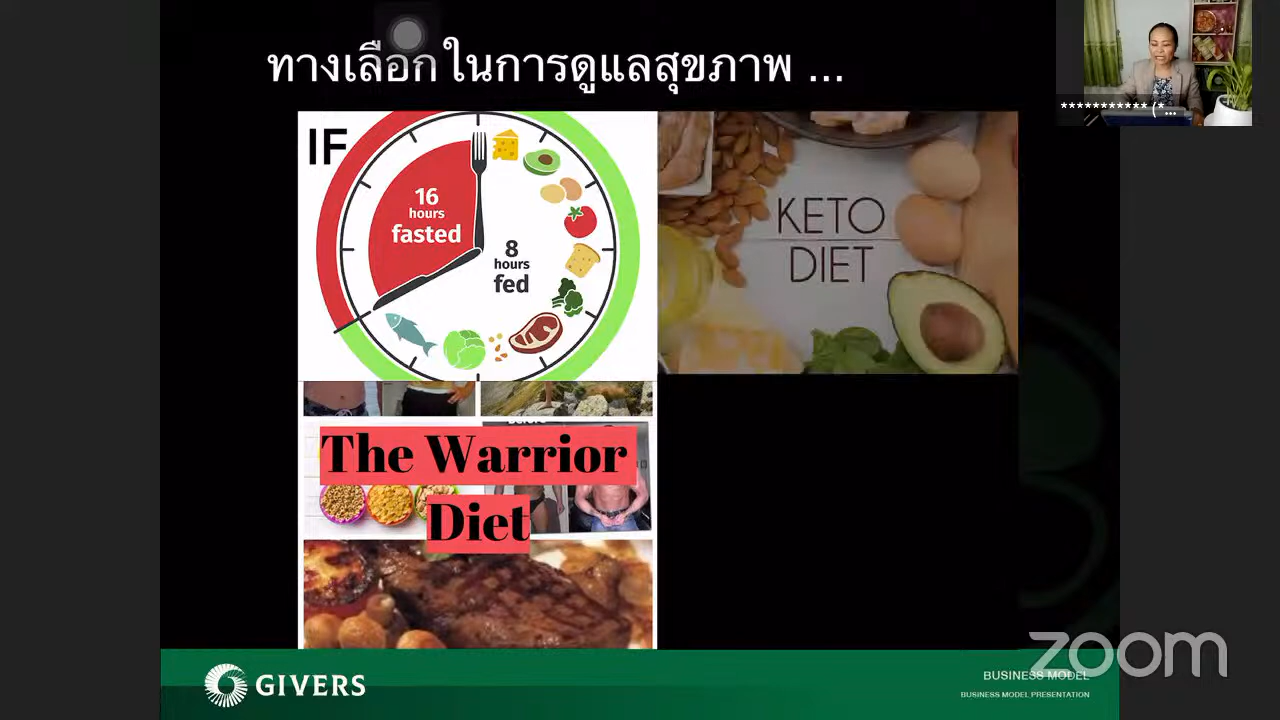 ทางเลือกในการดูแลสุขภาพ ...
*********** (*
...
IF
16
hours
fasted
8
hours
fed
KETO
DIET
The Warrior
Diet
GIVERS
BUSINESS MODEL
BUSINESS MODEL PRESENTATION
zoom